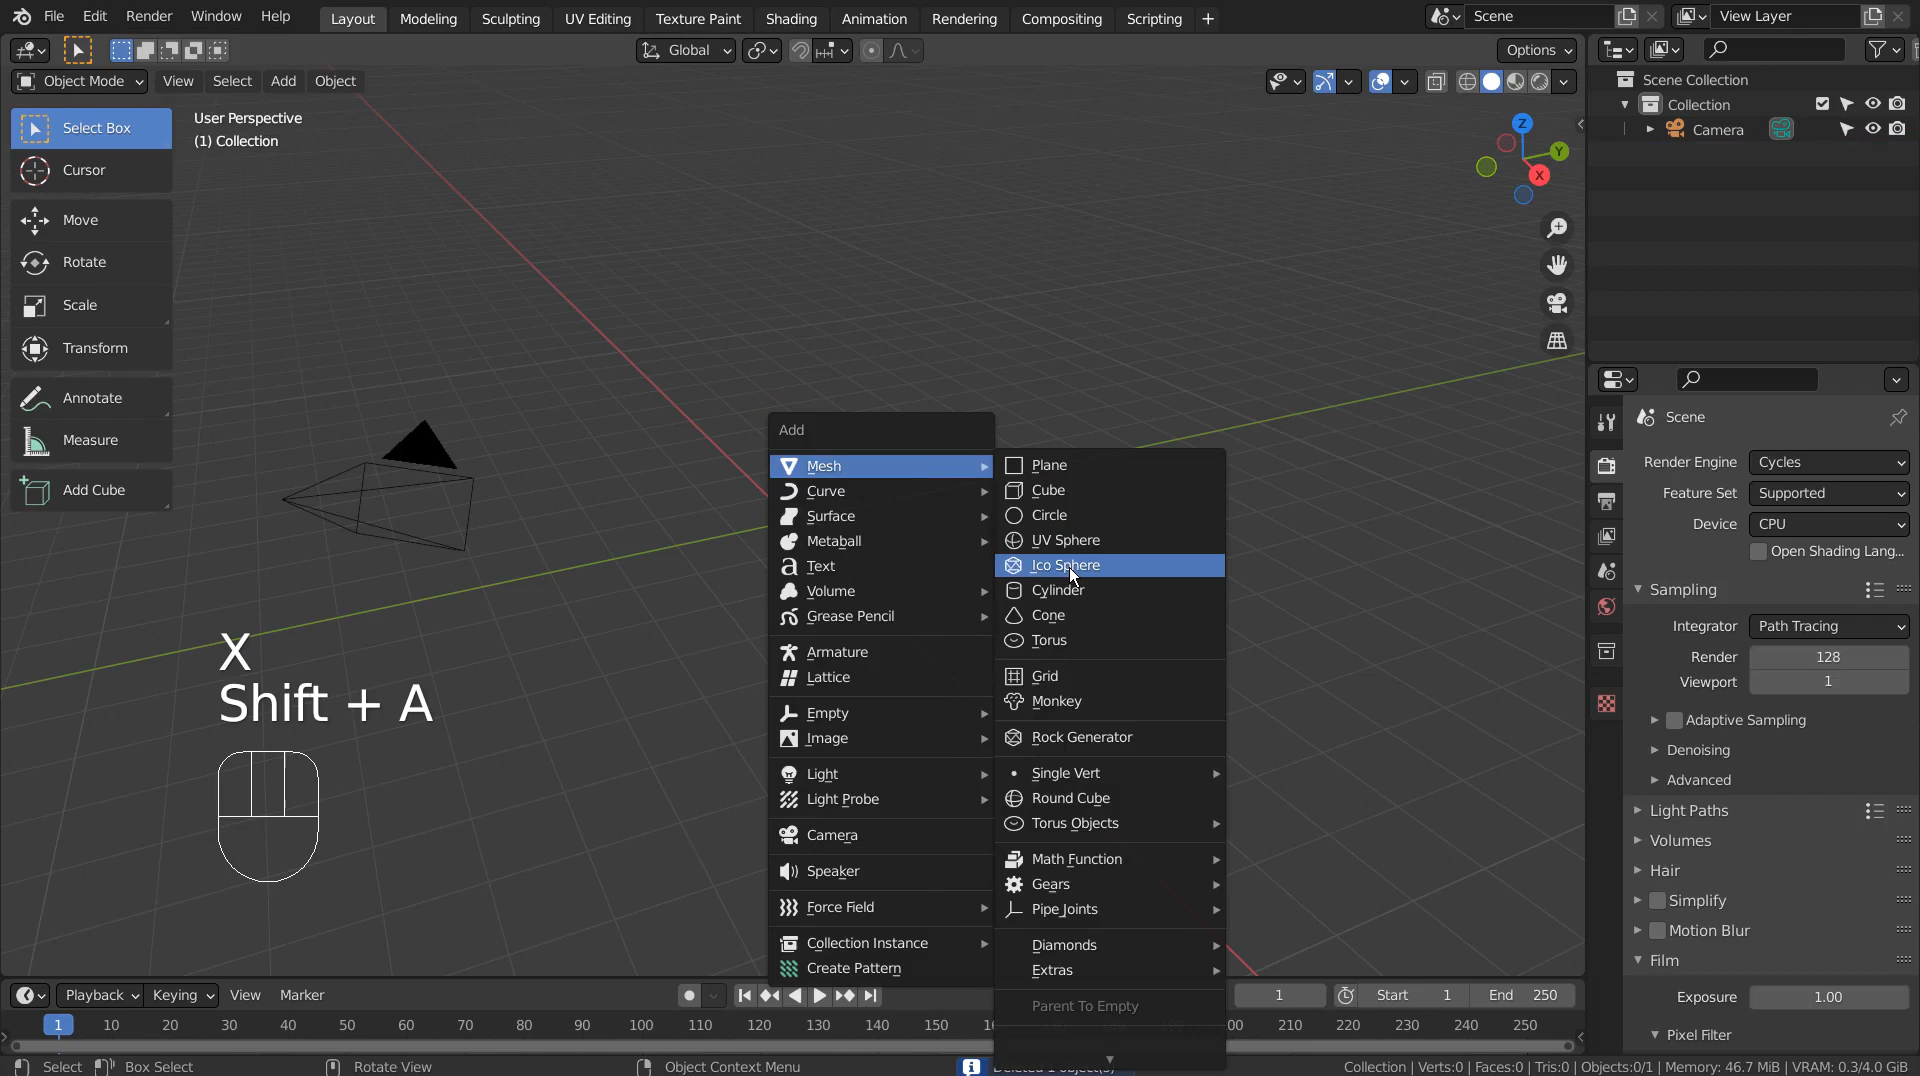 File Edit Render Window Help Layout Modeling Sculpting UV Editing Texture Paint Shading Animation Rendering Compositing Scripting + Scene View Layer
Global Options
Object Mode View Select Add Object
Scene Collection
Collection
Camera
Select Box
Cursor
Move
Rotate
Scale
Transform
Annotate
Measure
Add Cube
User Perspective
(1) Collection
Z
Y
X
X
Shift + A
Add
Mesh
Curve
Surface
Metaball
Text
Volume
Grease Pencil
Armature
Lattice
Empty
Image
Light
Light Probe
Camera
Speaker
Force Field
Collection Instance
Create Pattern
Plane
Cube
Circle
UV Sphere
Ico Sphere
Cylinder
Cone
Torus
Grid
Monkey
Rock Generator
Single Vert
Round Cube
Torus Objects
Math Function
Gears
Pipe Joints
Diamonds
Extras
Parent To Empty
Scene
Render Engine Cycles
Feature Set Supported
Device CPU
Open Shading Lang...
Sampling
Integrator Path Tracing
Render 128
Viewport 1
Adaptive Sampling
Denoising
Advanced
Light Paths
Volumes
Hair
Simplify
Motion Blur
Film
Exposure 1.00
Pixel Filter
Playback Keying View Marker 1 Start 1 End 250
1 10 20 30 40 50 60 70 80 90 100 110 120 130 140 150 210 220 230 240 250
Select Box Select Rotate View Object Context Menu Deleted 1 object(s) Collection | Verts:0 | Faces:0 | Tris:0 | Objects:0/1 | Memory: 46.7 MiB | VRAM: 0.3/4.0 GiB